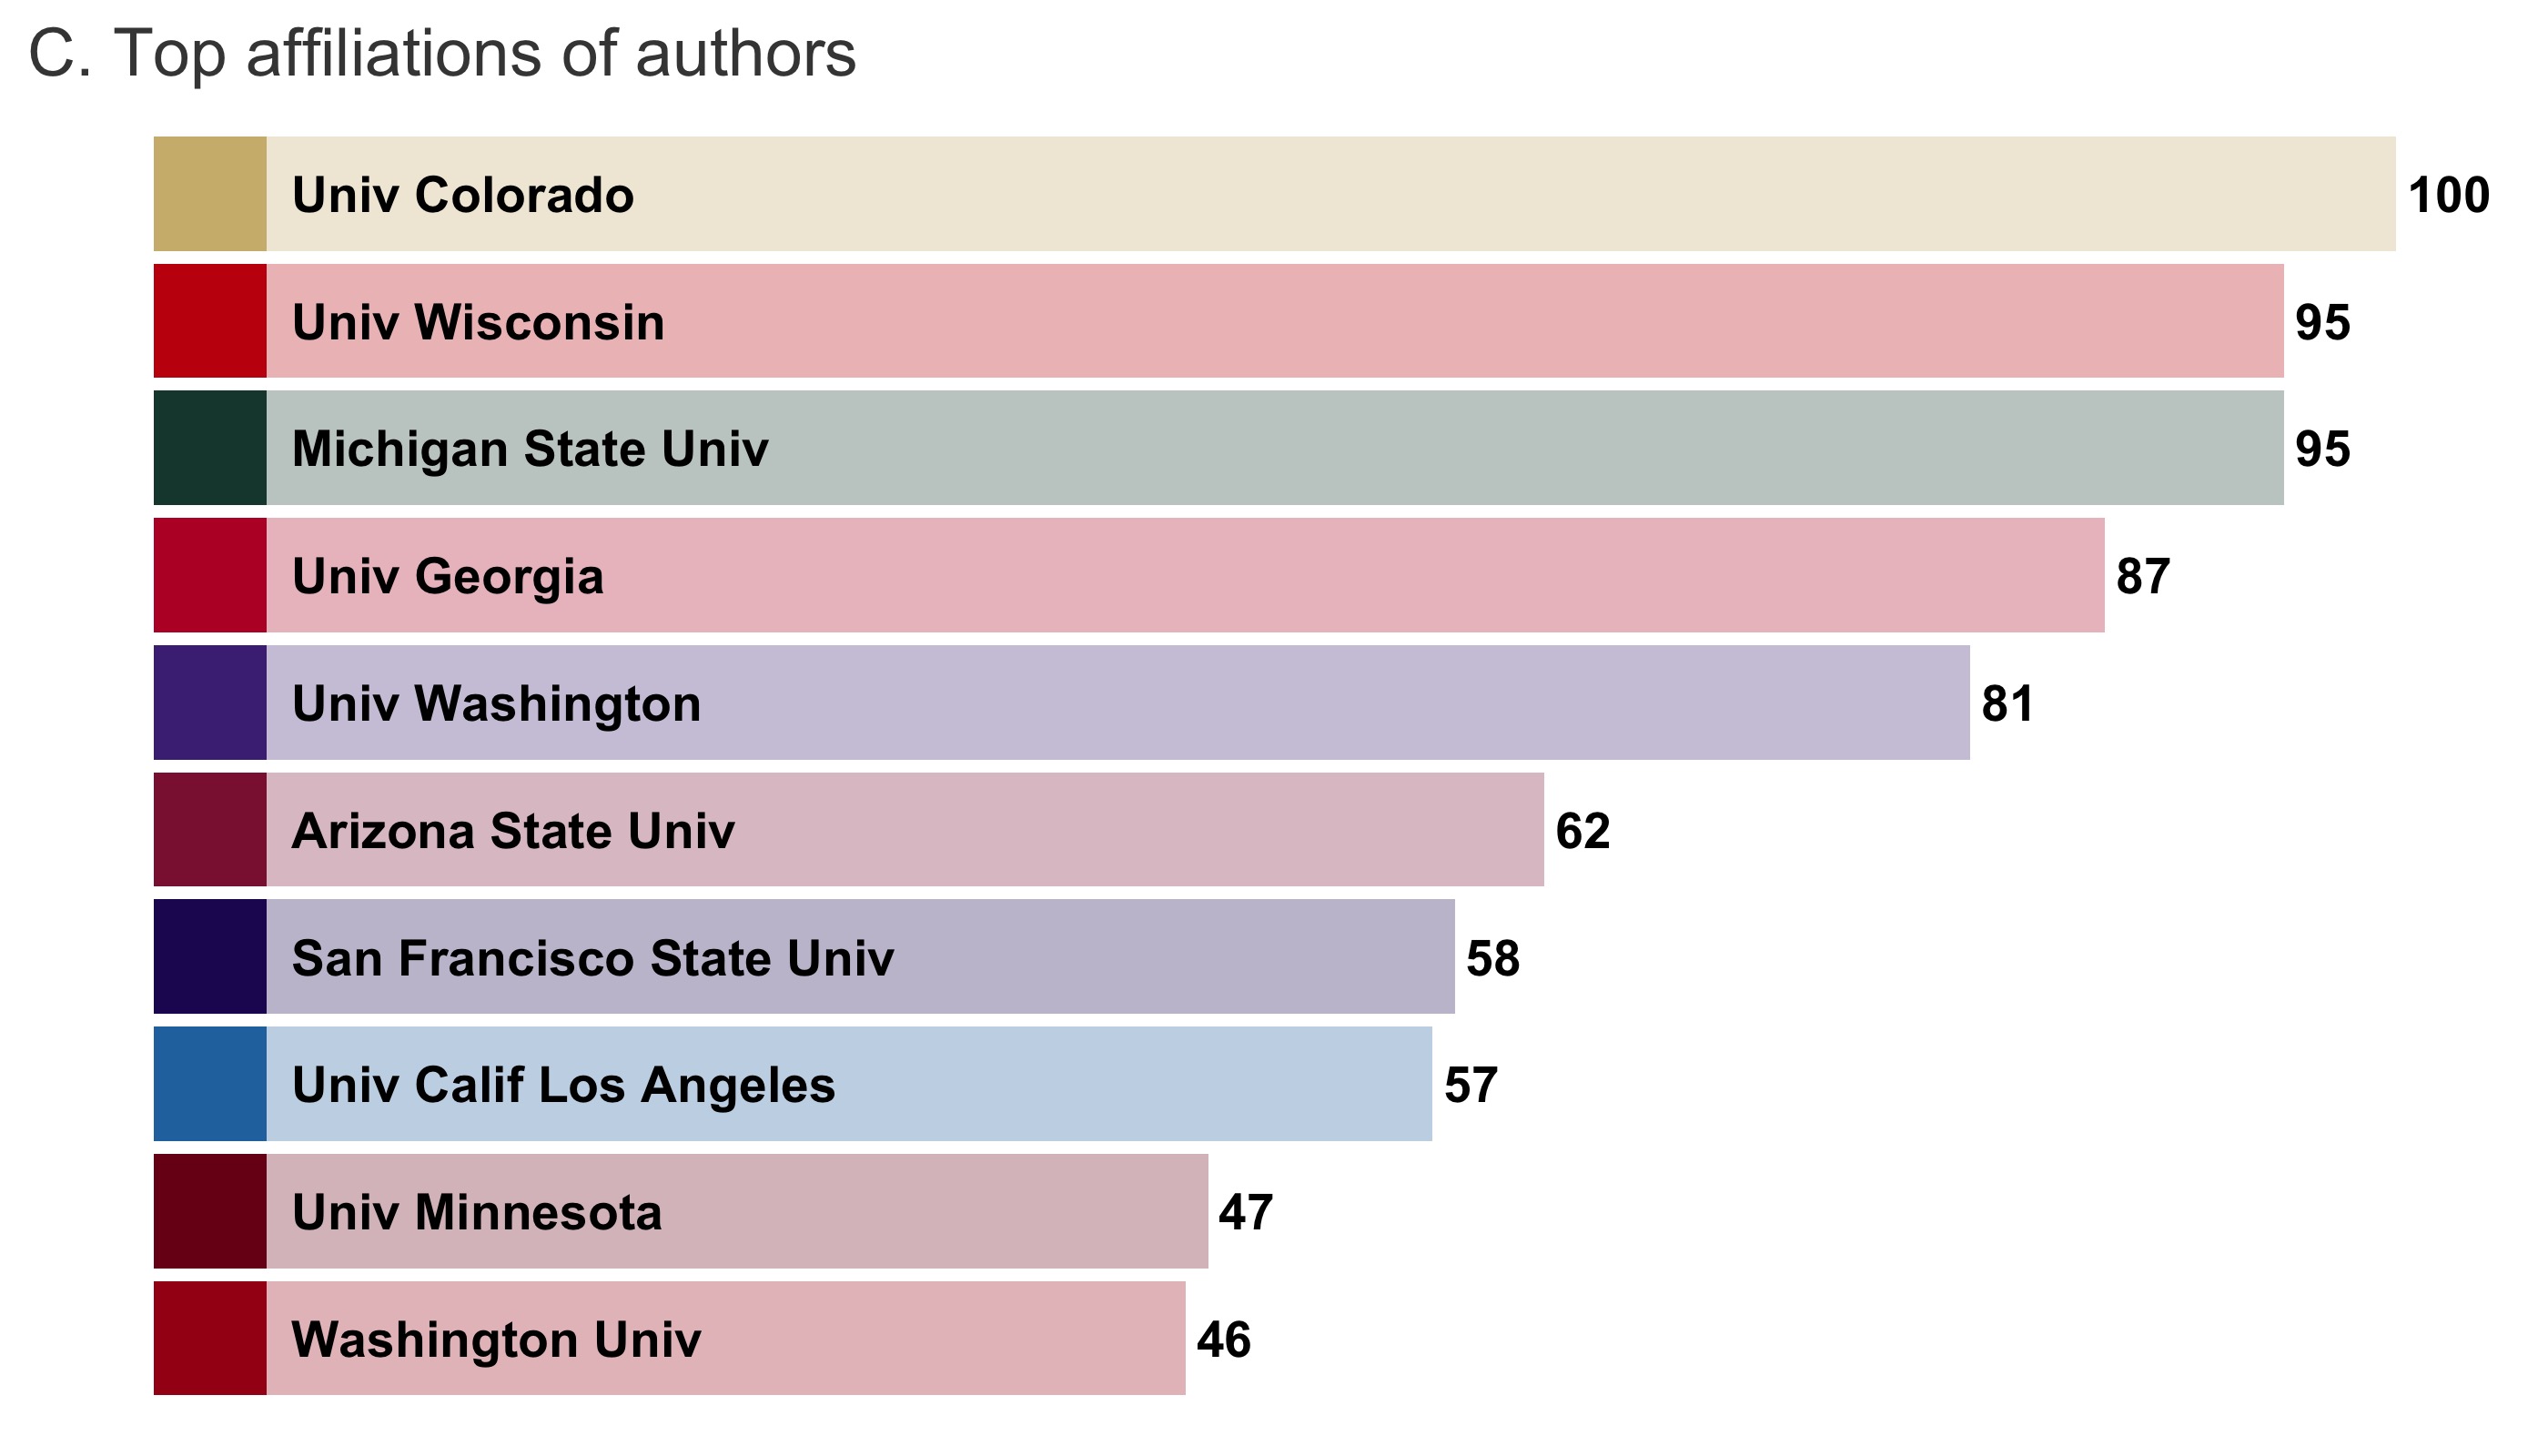 C. Top affiliations of authors
Univ Colorado 100
Univ Wisconsin 95
Michigan State Univ 95
Univ Georgia 87
Univ Washington 81
Arizona State Univ 62
San Francisco State Univ 58
Univ Calif Los Angeles 57
Univ Minnesota 47
Washington Univ 46